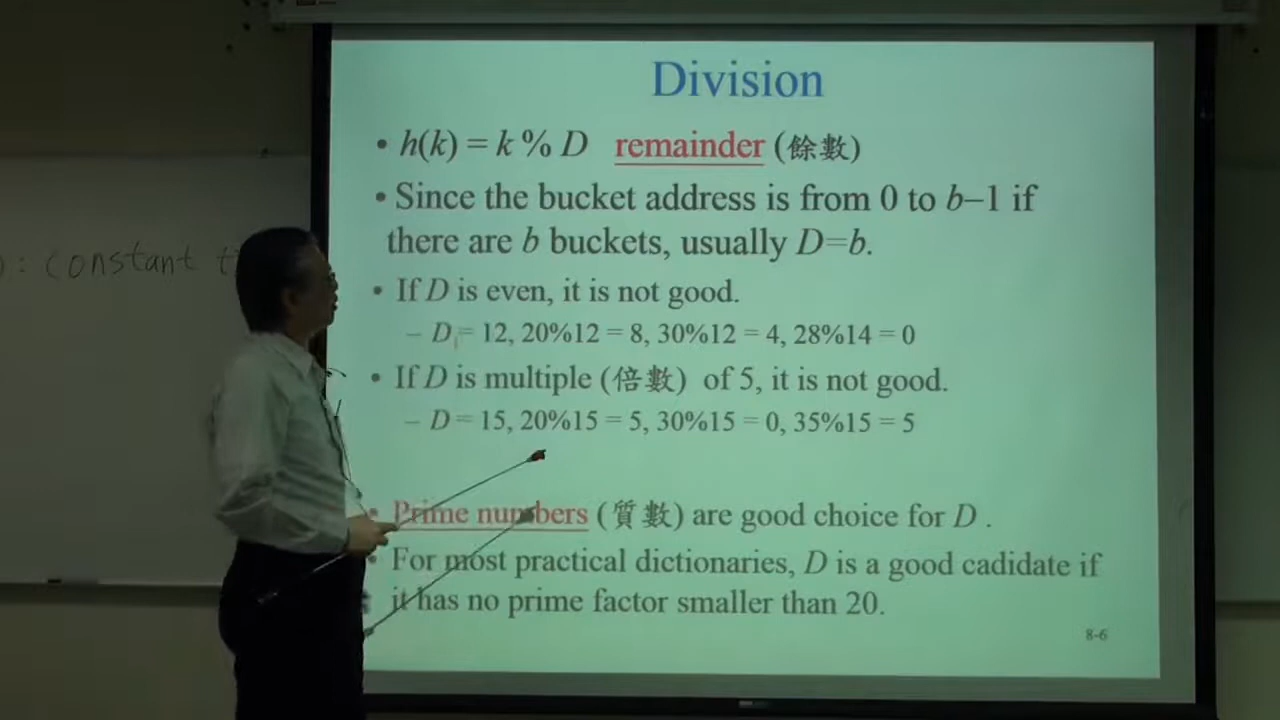 Division
• h(k) = k % D remainder (餘數)
• Since the bucket address is from 0 to b–1 if
there are b buckets, usually D=b.
• If D is even, it is not good.
– D = 12, 20%12 = 8, 30%12 = 4, 28%14 = 0
• If D is multiple (倍數) of 5, it is not good.
– D = 15, 20%15 = 5, 30%15 = 0, 35%15 = 5
• Prime numbers (質數) are good choice for D .
• For most practical dictionaries, D is a good cadidate if
it has no prime factor smaller than 20.
8-6
: constant